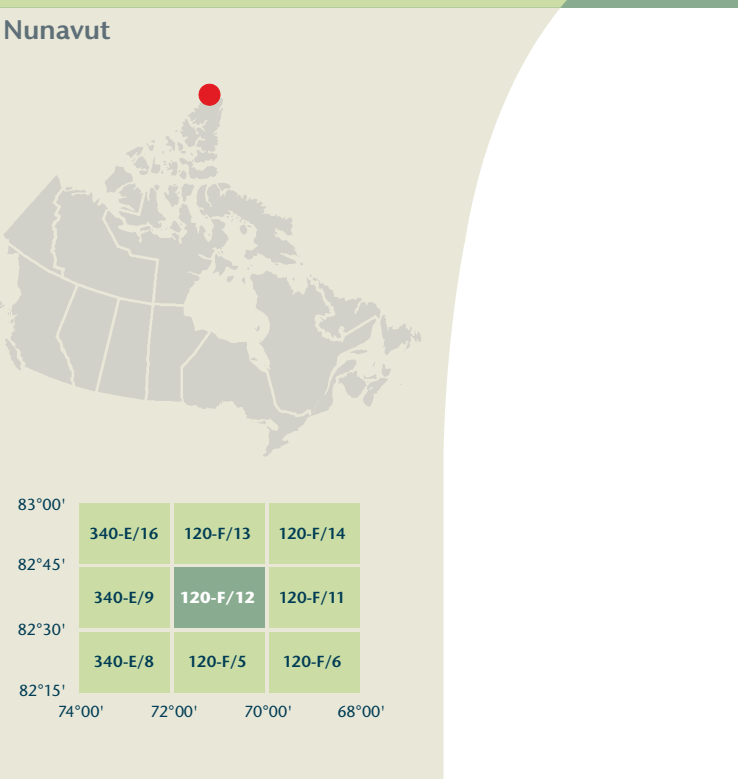 Nunavut
83°00'
340-E/16 120-F/13 120-F/14
82°45'
340-E/9 120-F/12 120-F/11
82°30'
340-E/8 120-F/5 120-F/6
82°15'
74°00' 72°00' 70°00' 68°00'